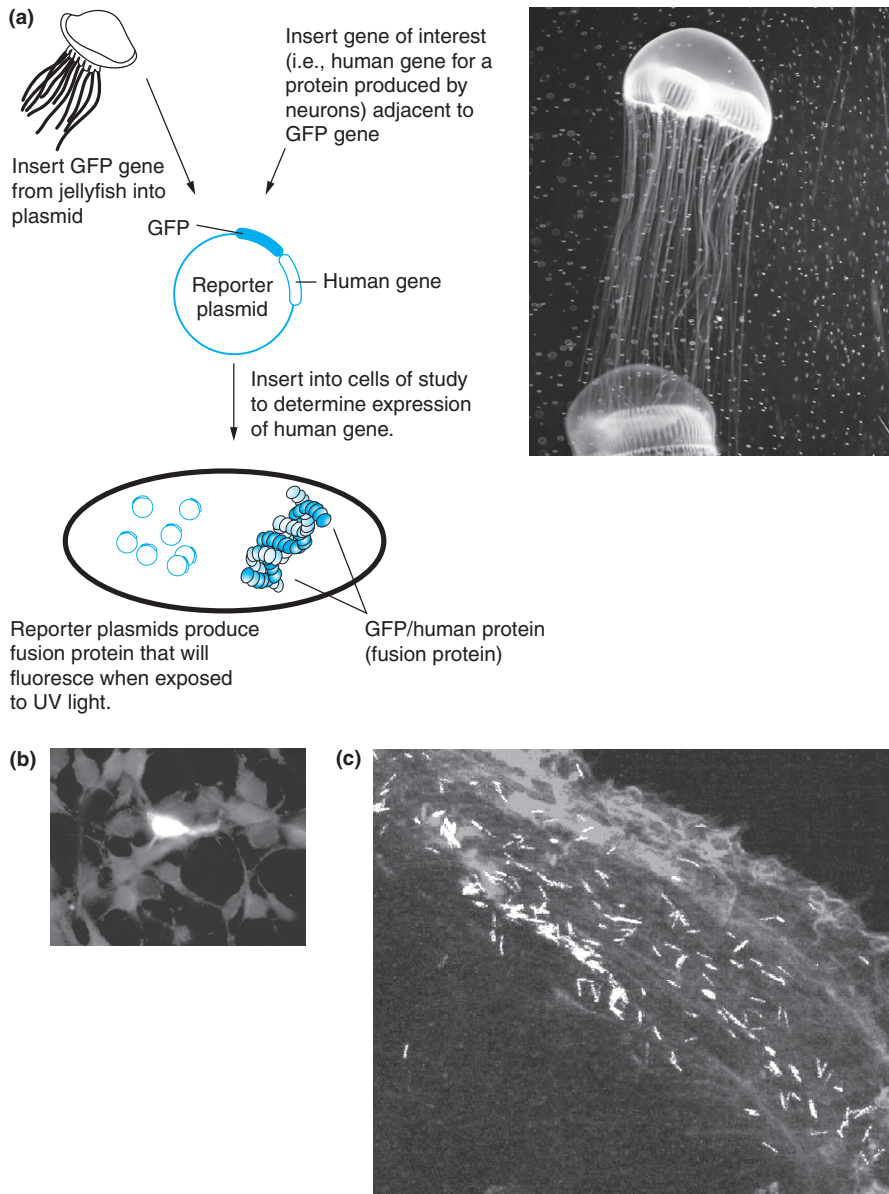 (a)
Insert gene of interest
(i.e., human gene for a
protein produced by
neurons) adjacent to
GFP gene
Insert GFP gene
from jellyfish into
plasmid
GFP
Reporter
plasmid
Human gene
Insert into cells of study
to determine expression
of human gene.
Reporter plasmids produce
fusion protein that will
fluoresce when exposed
to UV light.
GFP/human protein
(fusion protein)
(b)
(c)